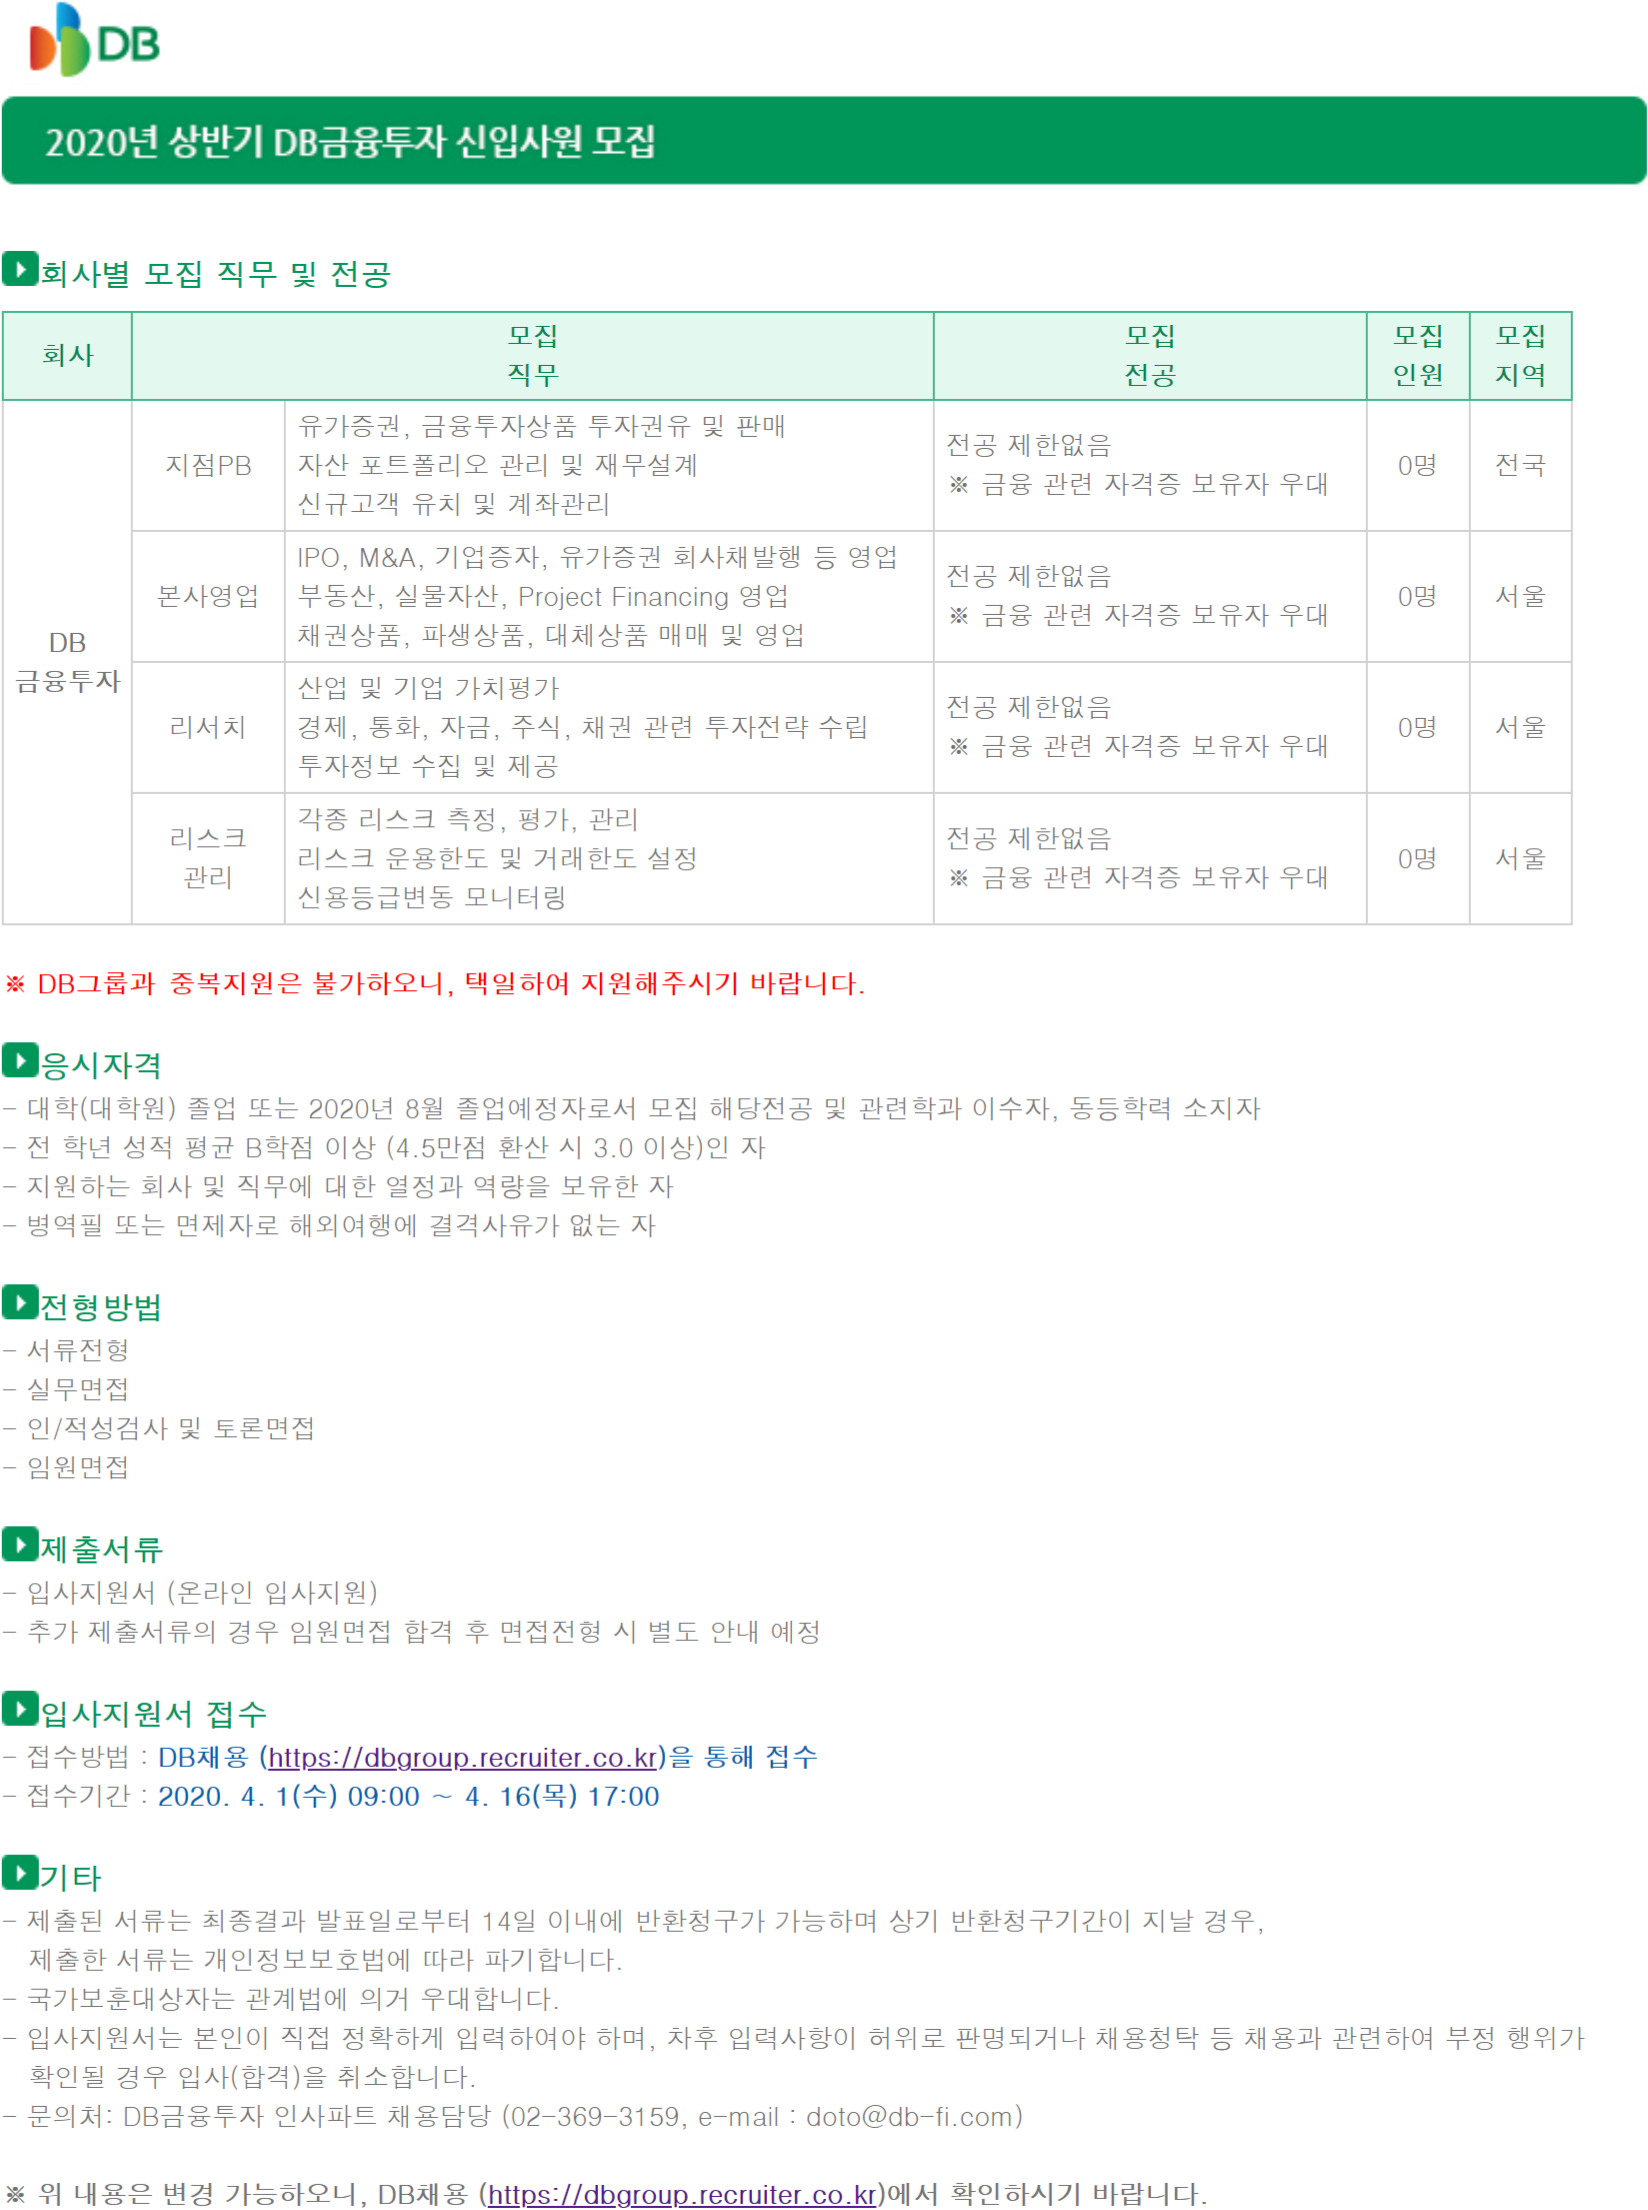 DB
2020년 상반기 DB금융투자 신입사원 모집
회사별 모집 직무 및 전공
회사
모집
직무
모집
전공
모집
인원
모집
지역
DB
금융투자
지점PB
유가증권, 금융투자상품 투자권유 및 판매
자산 포트폴리오 관리 및 재무설계
신규고객 유치 및 계좌관리
전공 제한없음
※ 금융 관련 자격증 보유자 우대
0명
전국
본사영업
IPO, M&A, 기업증자, 유가증권 회사채발행 등 영업
부동산, 실물자산, Project Financing 영업
채권상품, 파생상품, 대체상품 매매 및 영업
전공 제한없음
※ 금융 관련 자격증 보유자 우대
0명
서울
리서치
산업 및 기업 가치평가
경제, 통화, 자금, 주식, 채권 관련 투자전략 수립
투자정보 수집 및 제공
전공 제한없음
※ 금융 관련 자격증 보유자 우대
0명
서울
리스크
관리
각종 리스크 측정, 평가, 관리
리스크 운용한도 및 거래한도 설정
신용등급변동 모니터링
전공 제한없음
※ 금융 관련 자격증 보유자 우대
0명
서울
※ DB그룹과 중복지원은 불가하오니, 택일하여 지원해주시기 바랍니다.
응시자격
- 대학(대학원) 졸업 또는 2020년 8월 졸업예정자로서 모집 해당전공 및 관련학과 이수자, 동등학력 소지자
- 전 학년 성적 평균 B학점 이상 (4.5만점 환산 시 3.0 이상)인 자
- 지원하는 회사 및 직무에 대한 열정과 역량을 보유한 자
- 병역필 또는 면제자로 해외여행에 결격사유가 없는 자
전형방법
- 서류전형
- 실무면접
- 인/적성검사 및 토론면접
- 임원면접
제출서류
- 입사지원서 (온라인 입사지원)
- 추가 제출서류의 경우 임원면접 합격 후 면접전형 시 별도 안내 예정
입사지원서 접수
- 접수방법 : DB채용 (https://dbgroup.recruiter.co.kr)을 통해 접수
- 접수기간 : 2020. 4. 1(수) 09:00 ~ 4. 16(목) 17:00
기타
- 제출된 서류는 최종결과 발표일로부터 14일 이내에 반환청구가 가능하며 상기 반환청구기간이 지날 경우,
제출한 서류는 개인정보보호법에 따라 파기합니다.
- 국가보훈대상자는 관계법에 의거 우대합니다.
- 입사지원서는 본인이 직접 정확하게 입력하여야 하며, 차후 입력사항이 허위로 판명되거나 채용청탁 등 채용과 관련하여 부정 행위가
확인될 경우 입사(합격)을 취소합니다.
- 문의처: DB금융투자 인사파트 채용담당 (02-369-3159, e-mail : doto@db-fi.com)
※ 위 내용은 변경 가능하오니, DB채용 (https://dbgroup.recruiter.co.kr)에서 확인하시기 바랍니다.